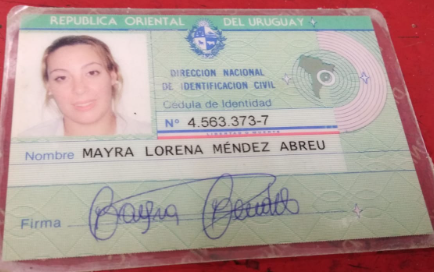 REPUBLICA ORIENTAL DEL URUGUAY
DIRECCION NACIONAL
DE IDENTIFICACION CIVIL
Cédula de Identidad
Nº 4.563.373-7
Nombre MAYRA LORENA MÉNDEZ ABREU
Firma